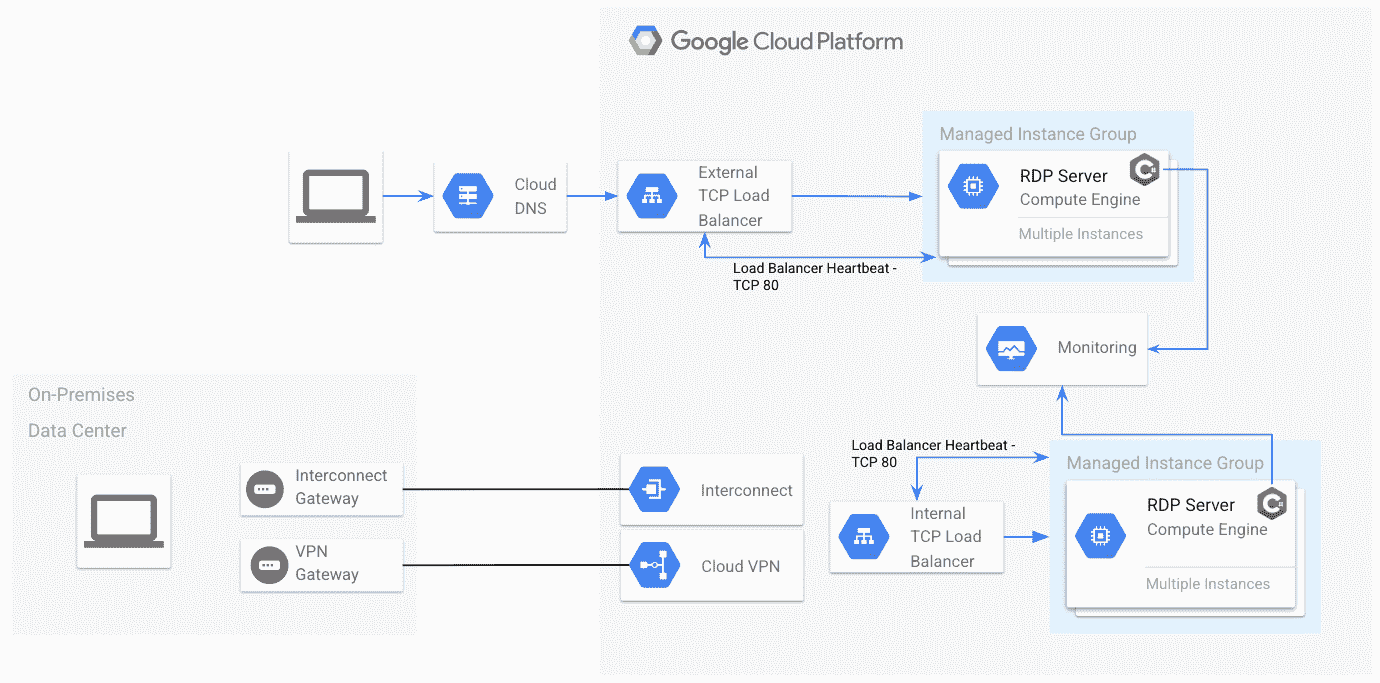 Google Cloud Platform
Managed Instance Group
RDP Server
Compute Engine
Multiple Instances
C#
External
TCP Load
Balancer
Cloud
DNS
Load Balancer Heartbeat -
TCP 80
Monitoring
On-Premises
Data Center
Interconnect
Gateway
VPN
Gateway
Interconnect
Cloud VPN
Load Balancer Heartbeat -
TCP 80
Internal
TCP Load
Balancer
Managed Instance Group
RDP Server
Compute Engine
Multiple Instances
C#